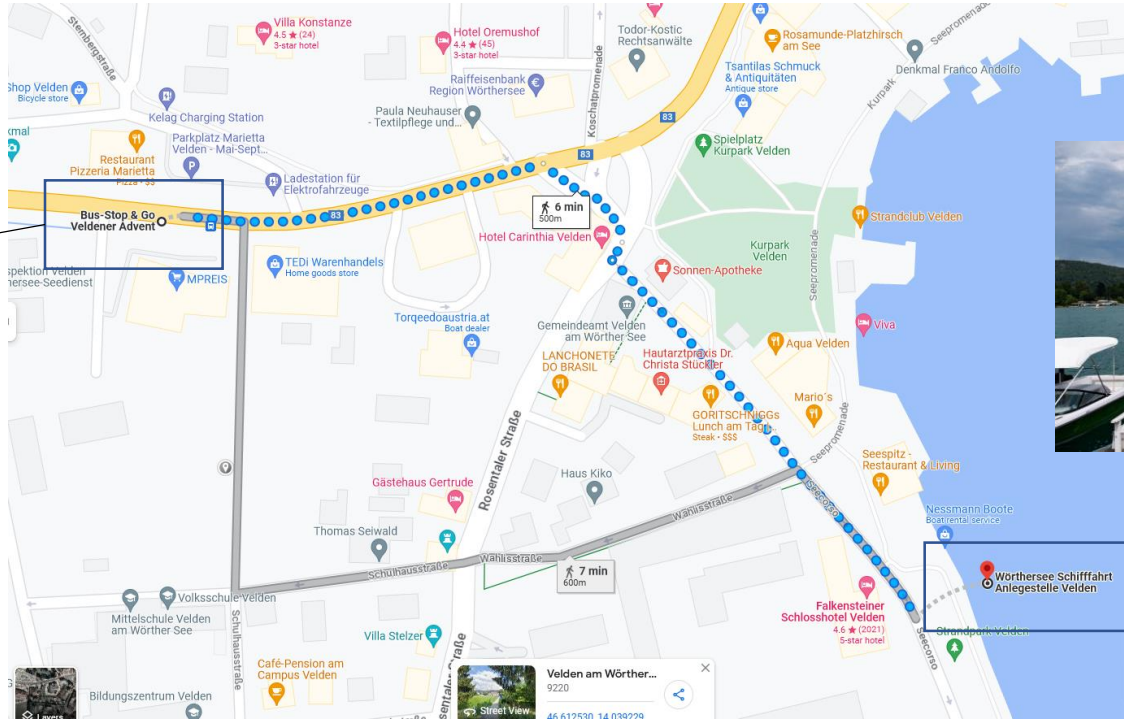 Stembergstraße
Villa Konstanze
4.5 ★ (24)
3-star hotel
Hotel Oremushof
4.4 ★ (45)
3-star hotel
Koschatpromenade
Todor-Kostic
Rechtsanwälte
Rosamunde-Platzhirsch
am See
Seepromenade
Denkmal Franco Andolfo
Kurpark
Tsantilas Schmuck
& Antiquitäten
Antique store
Raiffeisenbank
Region Wörthersee
Shop Velden
Bicycle store
Kelag Charging Station
Paula Neuhauser
- Textilpflege und...
Parkplatz Marietta
Velden - Mai-Sept...
Restaurant
Pizzeria Marietta
Pizza • $$
Ladestation für
Elektrofahrzeuge
83
83
83
Spielplatz
Kurpark Velden
6 min
500m
Bus-Stop & Go
Veldener Advent
Hotel Carinthia Velden
Strandclub Velden
Kurpark
Velden
Seepromenade
MPREIS
TEDi Warenhandels
Home goods store
Sonnen-Apotheke
Torqeedoaustria.at
Boat dealer
Gemeindeamt Velden
am Wörther See
Viva
Aqua Velden
LANCHONETE
DO BRASIL
Hautarztpraxis Dr.
Christa Stückler
Mario´s
GORITSCHNIGGs
Lunch am Tag
Steak • $$$
Seepromenade
Rosentaler Straße
Seespitz -
Restaurant & Living
Haus Kiko
Gästehaus Gertrude
Seecorso
Wahlisstraße
Nessmann Boote
Boat rental service
Thomas Seiwald
Wahlisstraße
Schulhausstraße
7 min
600m
Wörthersee Schifffahrt
Anlegestelle Velden
Volksschule Velden
Mittelschule Velden
am Wörther See
Falkensteiner
Schlosshotel Velden
4.6 ★ (2021)
5-star hotel
Strandpark Velden
Seecorso
Villa Stelzer
Schulhausstraße
Café-Pension am
Campus Velden
Bildungszentrum Velden
Layers
Street View
Velden am Wörther...
9220
46.612530, 14.039229